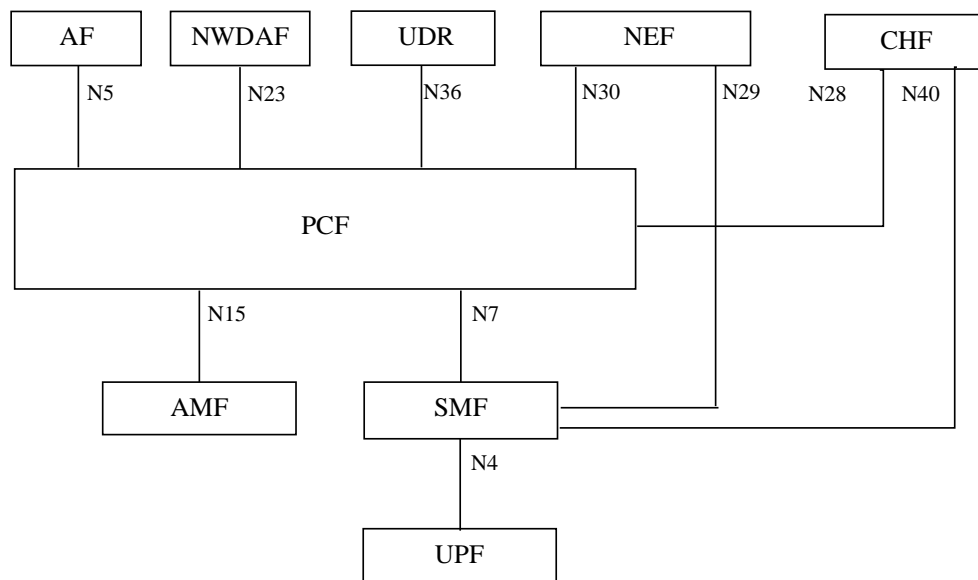 AF
NWDAF
UDR
NEF
CHF
N5
N23
N36
N30
N29
N28
N40
PCF
N15
N7
AMF
SMF
N4
UPF